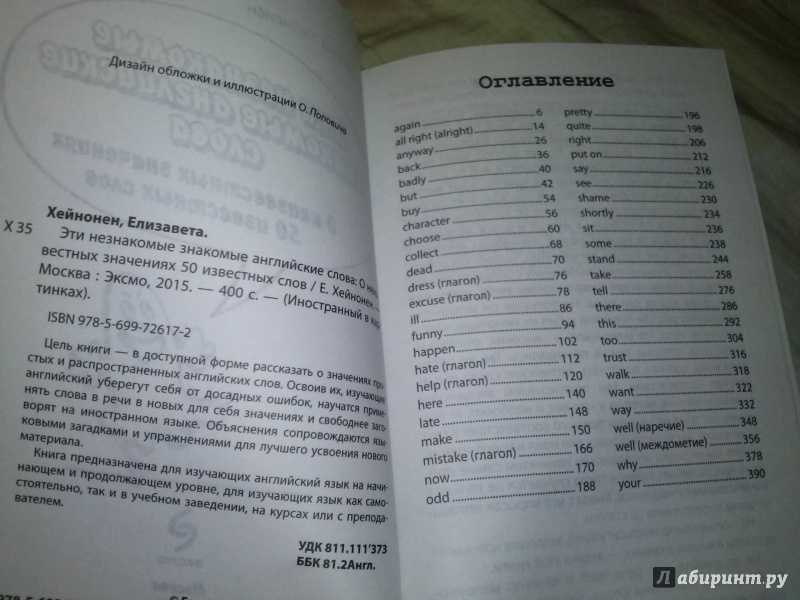 Дизайн обложки и иллюстрации О. Поповича
Хейнонен, Елизавета.
Х 35
Эти незнакомые знакомые английские слова: О неиз-
вестных значениях 50 известных слов / Е. Хейнонен. —
Москва : Эксмо, 2015. — 400 с. — (Иностранный в кар-
тинках).
ISBN 978-5-699-72617-2
Цель книги — в доступной форме рассказать о значениях про-
стых и распространенных английских слов. Освоив их, изучающие
английский уберегут себя от досадных ошибок, научатся приме-
нять слова в речи в новых для себя значениях и свободнее заго-
ворят на иностранном языке. Объяснения сопровождаются язы-
ковыми загадками и упражнениями для лучшего усвоения нового
материала.
Книга предназначена для изучающих английский язык на начи-
нающем и продолжающем уровне, для изучающих язык как само-
стоятельно, так и в учебном заведении, на курсах или с препода-
вателем.
УДК 811.111'373
ББК 81.2Англ.
Оглавление
again 6
all right (alright) 14
anyway 26
back 36
badly 40
but 42
buy 54
character 56
choose 60
collect 68
dead 70
dress (глагол) 76
excuse (глагол) 78
ill 86
funny 94
happen 102
hate (глагол) 112
help (глагол) 120
here 140
late 148
make 150
mistake (глагол) 166
now 170
odd 188
pretty 196
quite 198
right 206
put on 212
say 216
see 226
shame 230
shortly 234
sit 236
some 238
stand 244
take 258
tell 276
there 286
this 292
too 304
trust 316
walk 318
want 322
way 332
well (наречие) 348
well (междометие) 356
why 378
your 390
Лабиринт.ру